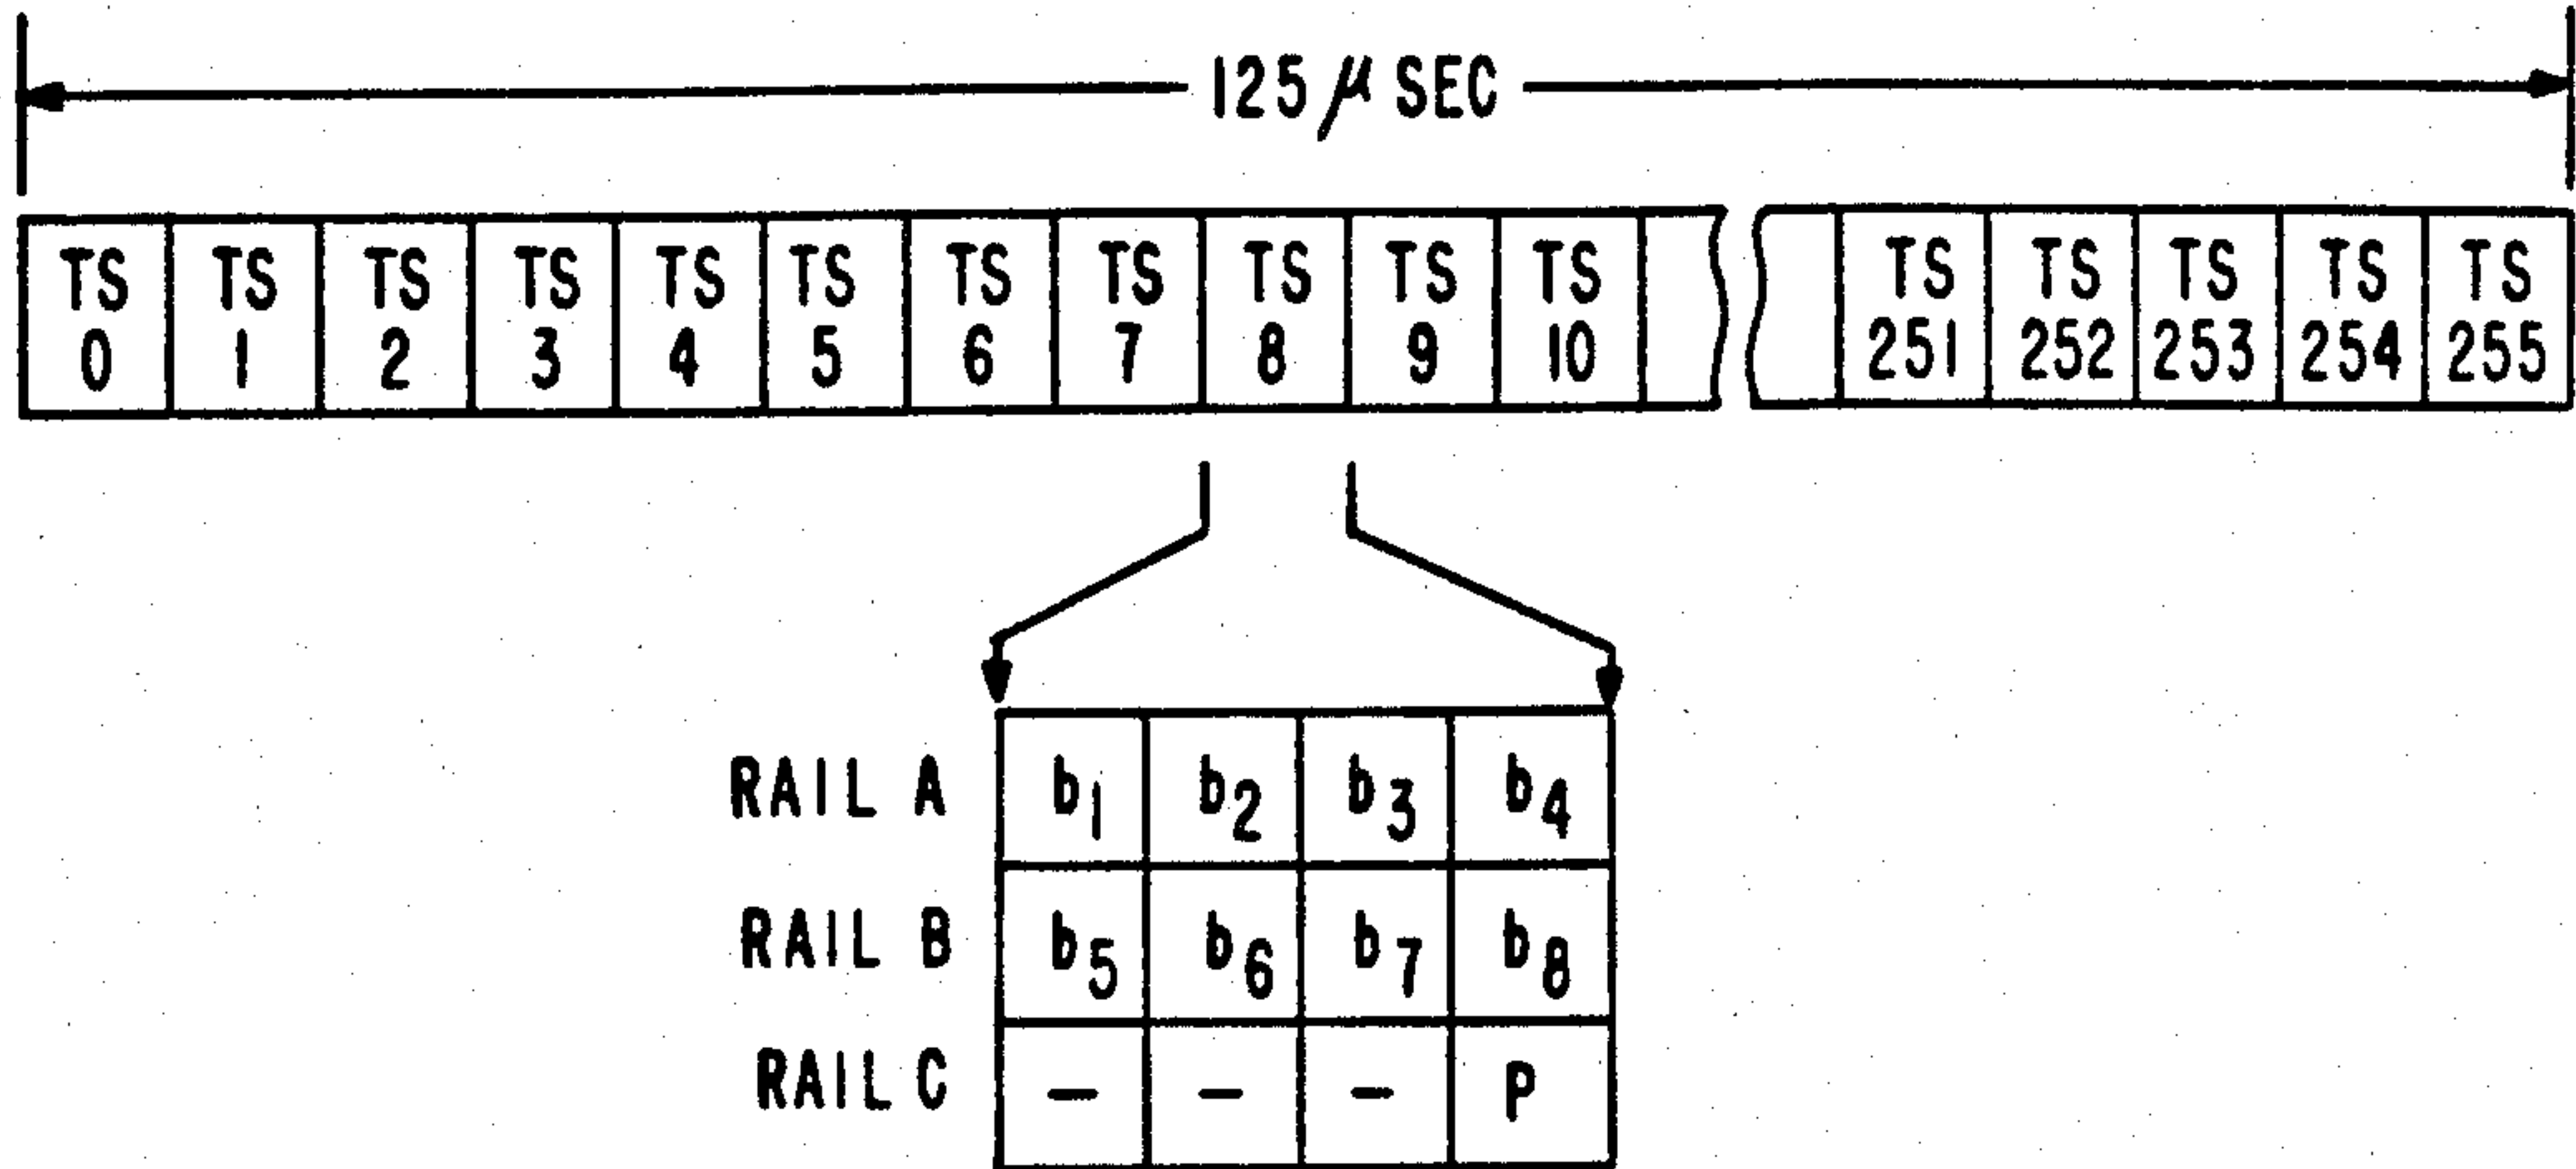 125 μ SEC
TS 0 TS 1 TS 2 TS 3 TS 4 TS 5 TS 6 TS 7 TS 8 TS 9 TS 10 TS 251 TS 252 TS 253 TS 254 TS 255
RAIL A b1 b2 b3 b4
RAIL B b5 b6 b7 b8
RAIL C – – – P